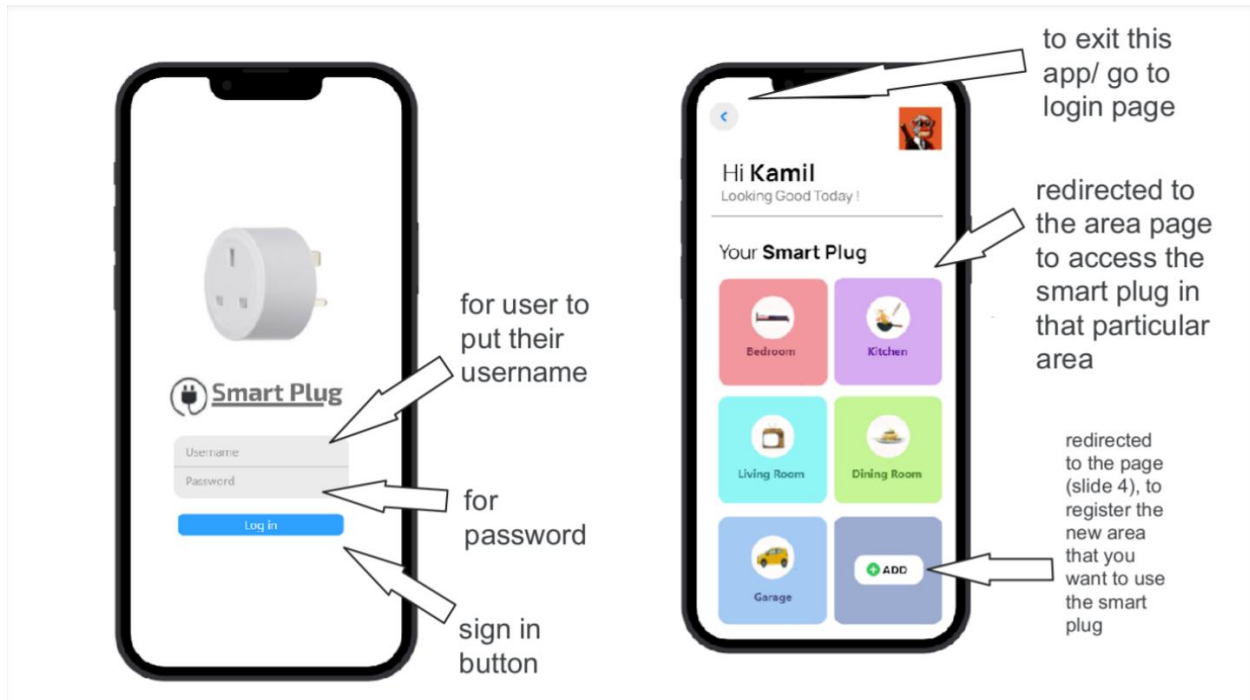 for user to
put their
username
Smart Plug
Username
Password
for
password
Log in
sign in
button
to exit this
app/ go to
login page
Hi Kamil
Looking Good Today !
redirected to
the area page
to access the
smart plug in
that particular
area
Your Smart Plug
Bedroom
Kitchen
Living Room
Dining Room
Garage
ADD
redirected
to the page
(slide 4), to
register the
new area
that you
want to use
the smart
plug